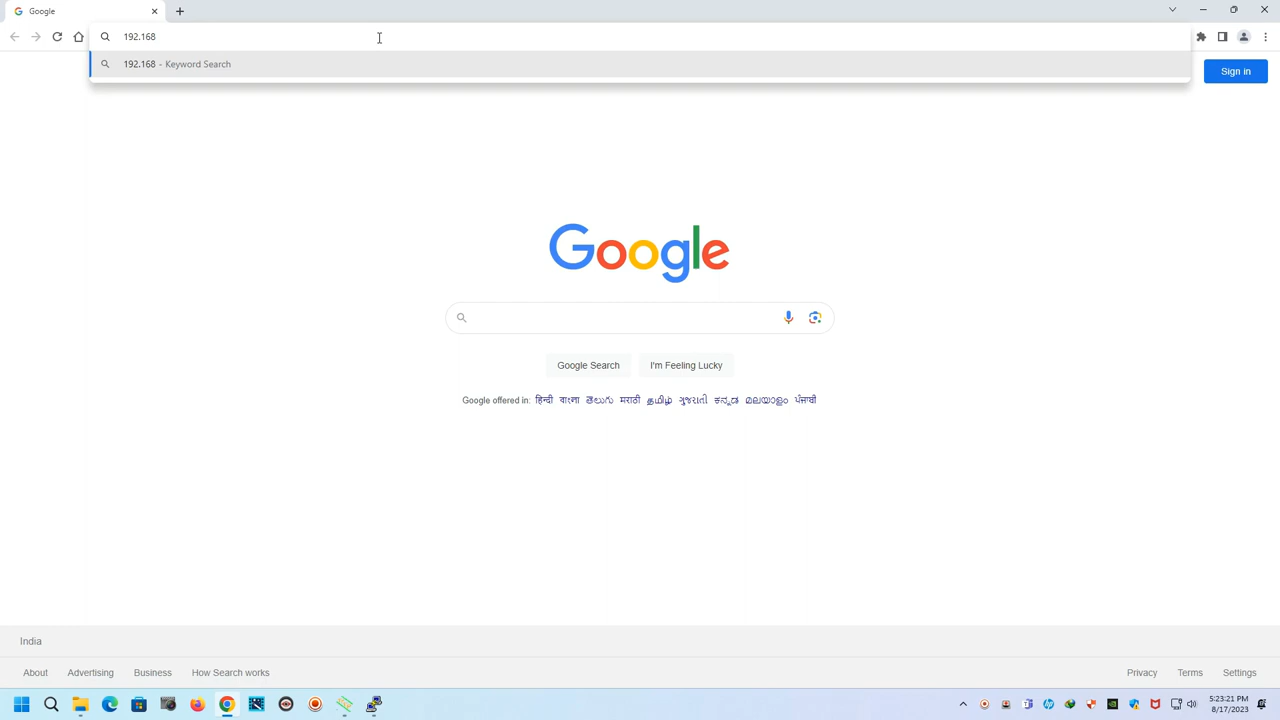 Google
192.168
192.168 - Keyword Search
Sign in
Google
Google Search I'm Feeling Lucky
Google offered in: हिन्दी বাংলা తెలుగు मराठी தமிழ் ગુજરાતી ಕನ್ನಡ മലയാളം ਪੰਜਾਬੀ
India
About Advertising Business How Search works Privacy Terms Settings
5:23:21 PM
8/17/2023